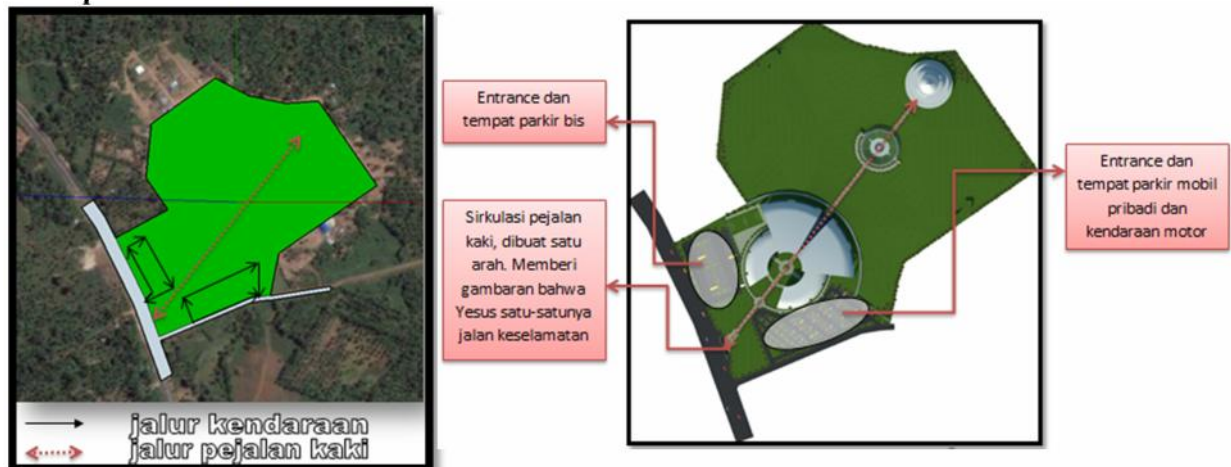 jalur kendaraan
jalur pejalan kaki
Entrance dan
tempat parkir bis
Sirkulasi pejalan
kaki, dibuat satu
arah. Memberi
gambaran bahwa
Yesus satu-satunya
jalan keselamatan
Entrance dan
tempat parkir mobil
pribadi dan
kendaraan motor